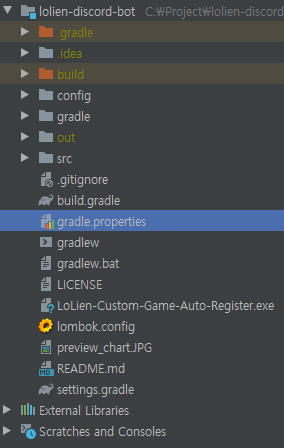 lolien-discord-bot C:₩Project₩lolien-discord
.gradle
.idea
build
config
gradle
out
src
.gitignore
build.gradle
gradle.properties
gradlew
gradlew.bat
LICENSE
LoLien-Custom-Game-Auto-Register.exe
lombok.config
preview_chart.JPG
README.md
settings.gradle
External Libraries
Scratches and Consoles